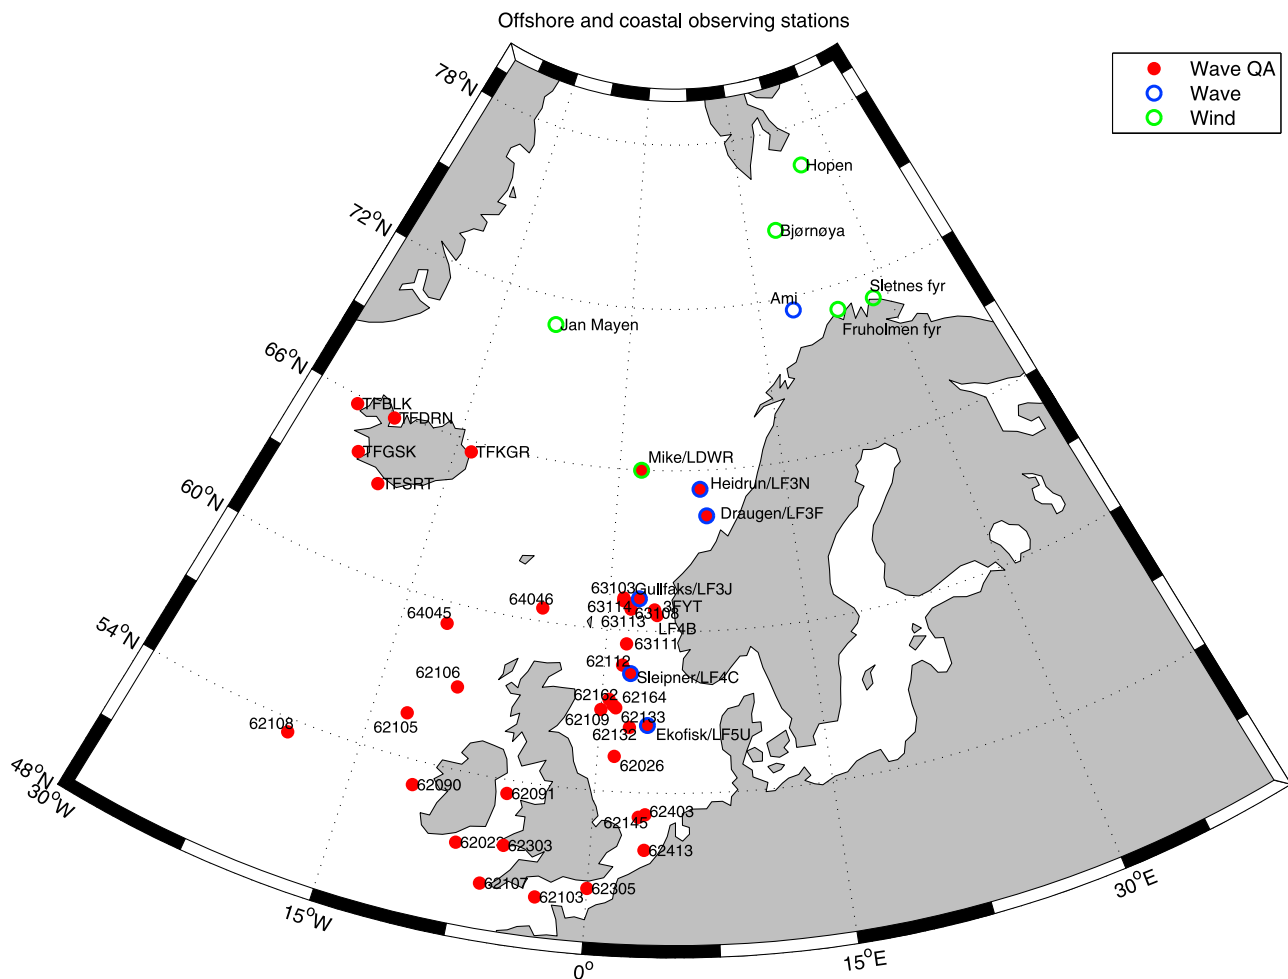 Offshore and coastal observing stations
Wave QA
Wave
Wind
78°N
72°N
66°N
60°N
54°N
48°N
30°W
15°W
0°
15°E
30°E
Hopen
Bjørnøya
Sletnes fyr
Ami
Fruholmen fyr
Jan Mayen
TFBLK
TFDRN
TFGSK
TFKGR
TFSRT
Mike/LDWR
Heidrun/LF3N
Draugen/LF3F
63103
Gullfaks/LF3J
64046
63114
3FYT
63108
64045
63113
LF4B
63111
62112
Sleipner/LF4C
62106
62162
62164
62105
62109
62133
62108
62132
Ekofisk/LF5U
62026
62090
62091
62403
62145
62023
62303
62413
62107
62103
62305